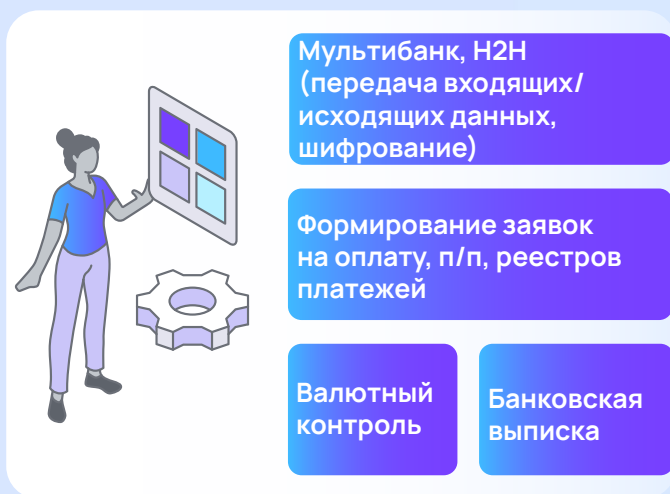 Мультибанк, H2H
(передача входящих/
исходящих данных,
шифрование)
Формирование заявок
на оплату, п/п, реестров
платежей
Валютный
контроль
Банковская
выписка